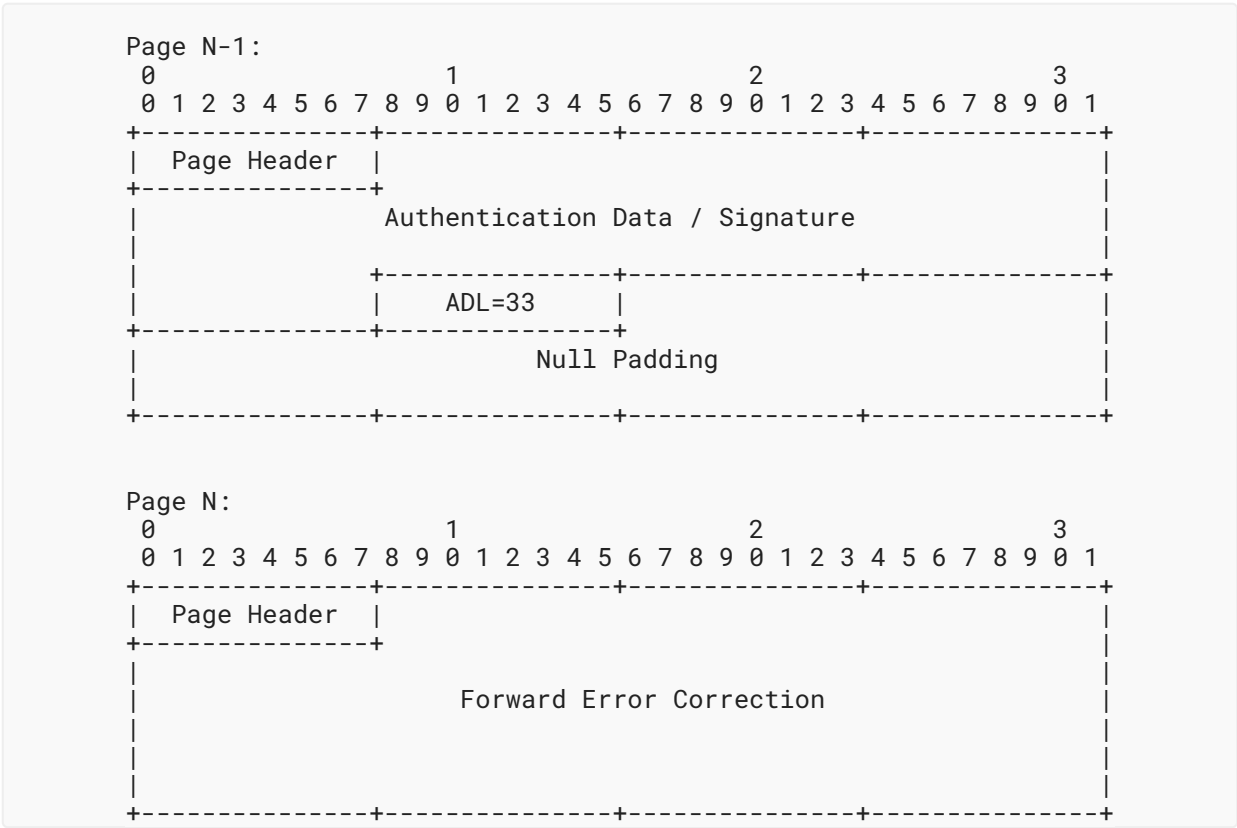 Page N-1:
 0                   1                   2                   3
 0 1 2 3 4 5 6 7 8 9 0 1 2 3 4 5 6 7 8 9 0 1 2 3 4 5 6 7 8 9 0 1
+---------------+---------------+---------------+---------------+
|  Page Header  |                                               |
+---------------+                                               |
|                Authentication Data / Signature                |
|                                                               |
|               +---------------+---------------+---------------+
|               |    ADL=33     |                               |
+---------------+---------------+                               |
|                          Null Padding                         |
|                                                               |
+---------------+---------------+---------------+---------------+
Page N:
 0                   1                   2                   3
 0 1 2 3 4 5 6 7 8 9 0 1 2 3 4 5 6 7 8 9 0 1 2 3 4 5 6 7 8 9 0 1
+---------------+---------------+---------------+---------------+
|  Page Header  |                                               |
+---------------+                                               |
|                                                               |
|                     Forward Error Correction                  |
|                                                               |
|                                                               |
|                                                               |
+---------------+---------------+---------------+---------------+